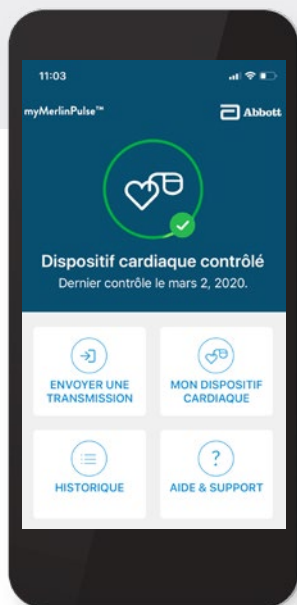 11:03
myMerlinPulse™
Abbott
Dispositif cardiaque contrôlé
Dernier contrôle le mars 2, 2020.
ENVOYER UNE
TRANSMISSION
MON DISPOSITIF
CARDIAQUE
HISTORIQUE
?
AIDE & SUPPORT